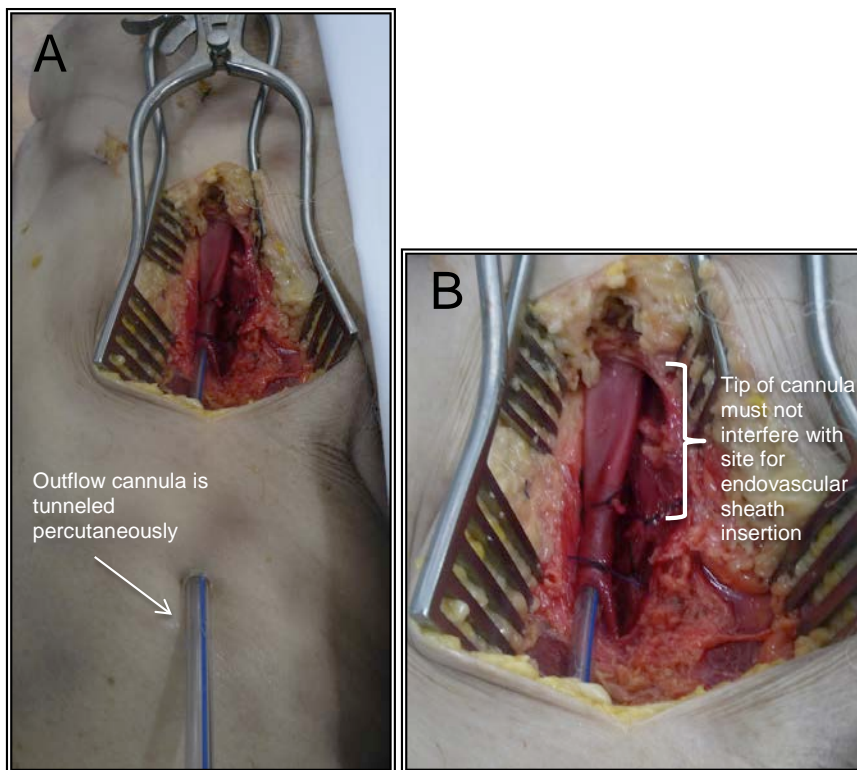 A
Outflow cannula is
tunneled
percutaneously
B
Tip of cannula
must not
interfere with
site for
endovascular
sheath
insertion